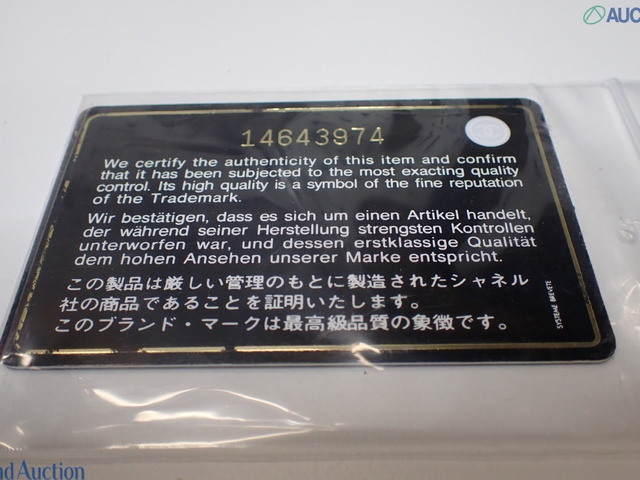 AUC
14643974
We certify the authenticity of this item and confirm
that it has been subjected to the most exacting quality
control. Its high quality is a symbol of the fine reputation
of the Trademark.
Wir bestätigen, dass es sich um einen Artikel handelt,
der während seiner Herstellung strengsten Kontrollen
unterworfen war, und dessen erstklassige Qualität
dem hohen Ansehen unserer Marke entspricht.
この製品は厳しい管理のもとに製造されたシャネル
社の商品であることを証明いたします。
このブランド・マークは最高級品質の象徴です。
SYSTEME BREVETE
nd Auction